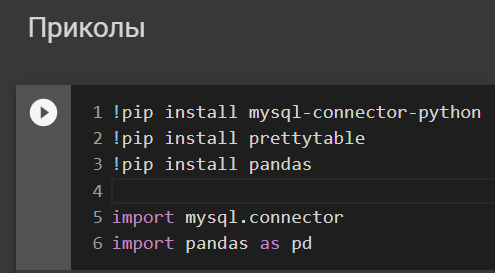 Приколы
1 !pip install mysql-connector-python
2 !pip install prettytable
3 !pip install pandas
4
5 import mysql.connector
6 import pandas as pd